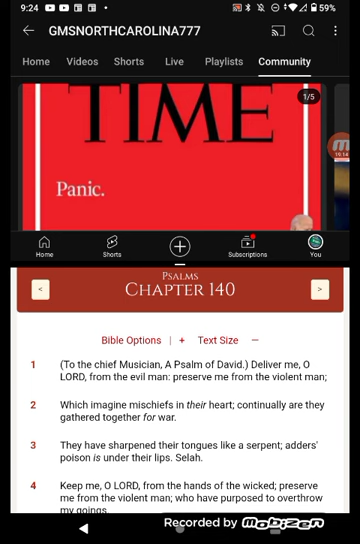 9:24
59%
GMSNORTHCAROLINA777
Home Videos Shorts Live Playlists Community
1/5
TIME
Panic.
Home Shorts Subscriptions You
PSALMS
CHAPTER 140
< >
Bible Options | + Text Size —
1 (To the chief Musician, A Psalm of David.) Deliver me, O
LORD, from the evil man: preserve me from the violent man;
2 Which imagine mischiefs in their heart; continually are they
gathered together for war.
3 They have sharpened their tongues like a serpent; adders'
poison is under their lips. Selah.
4 Keep me, O LORD, from the hands of the wicked; preserve
me from the violent man; who have purposed to overthrow
my goings.
Recorded by mobizen